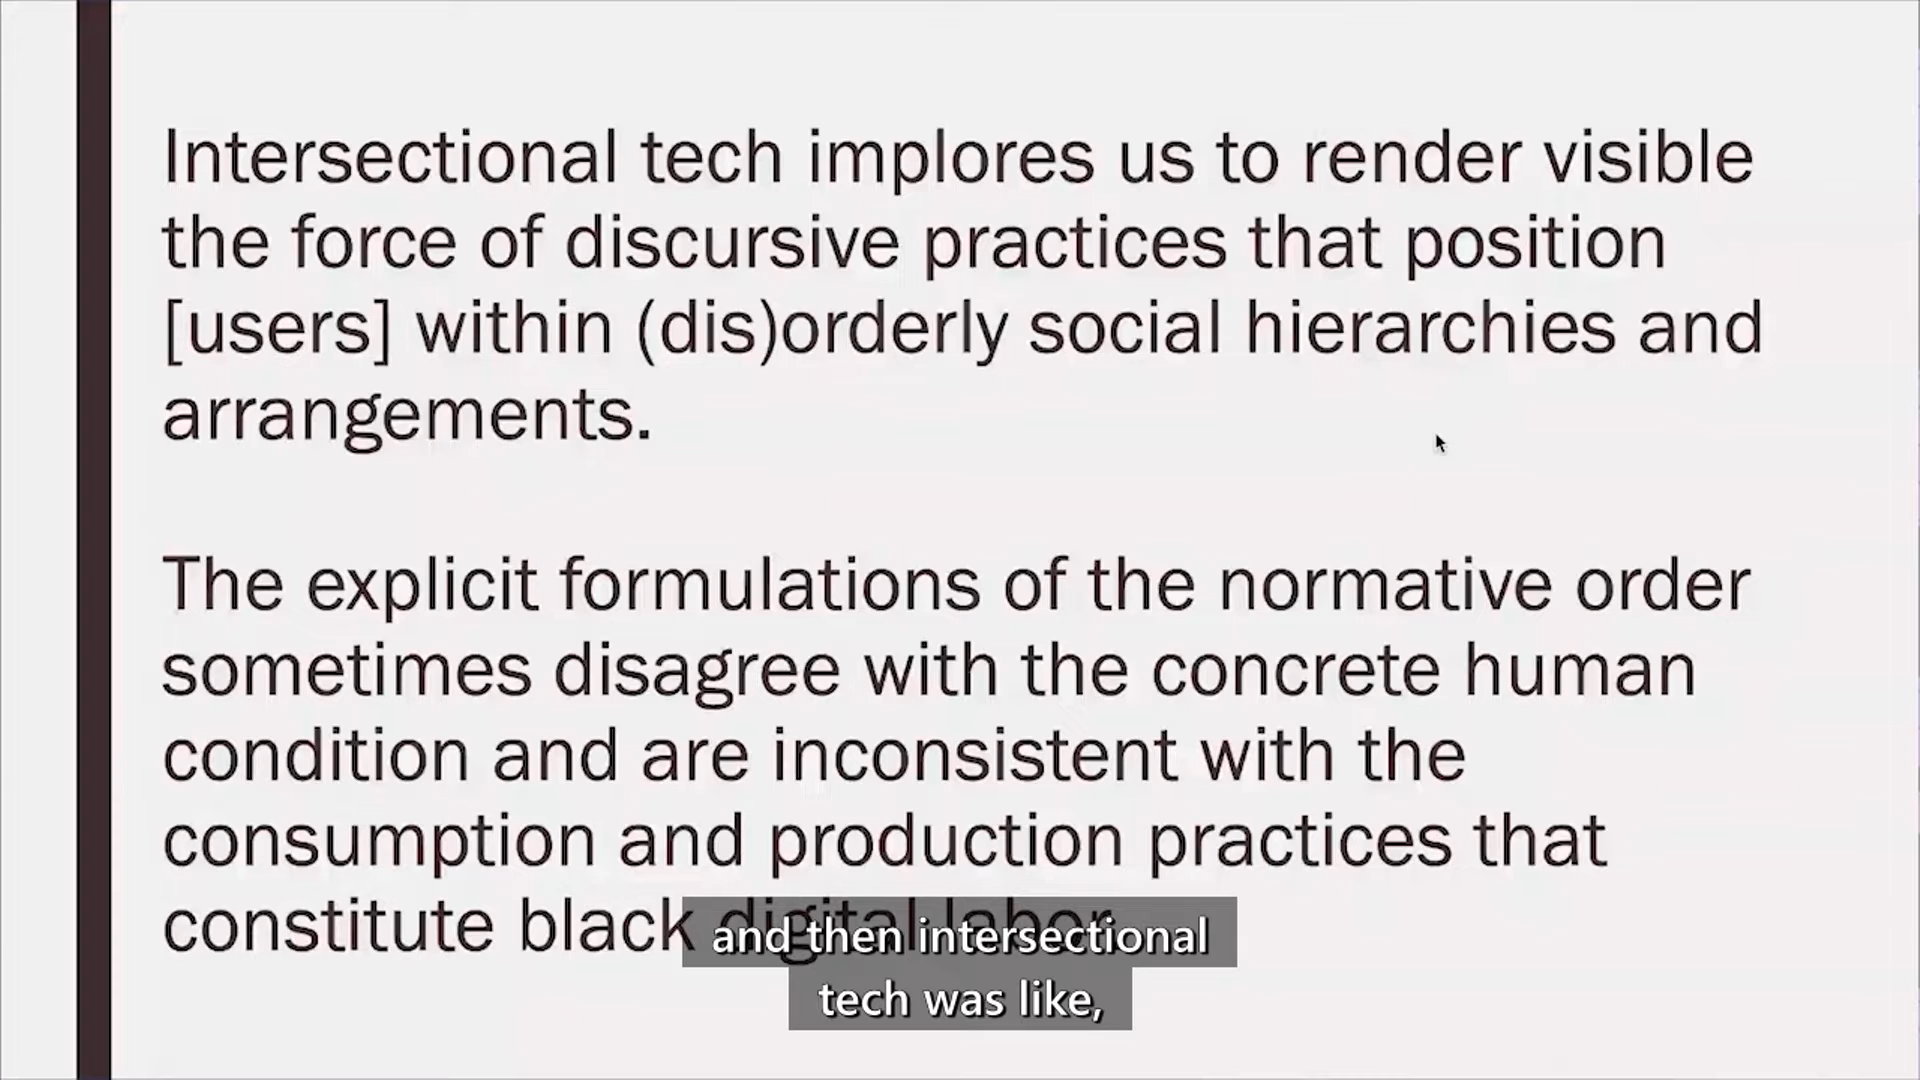 Intersectional tech implores us to render visible
the force of discursive practices that position
[users] within (dis)orderly social hierarchies and
arrangements.
The explicit formulations of the normative order
sometimes disagree with the concrete human
condition and are inconsistent with the
consumption and production practices that
constitute black digital labor.
and then intersectional
tech was like,